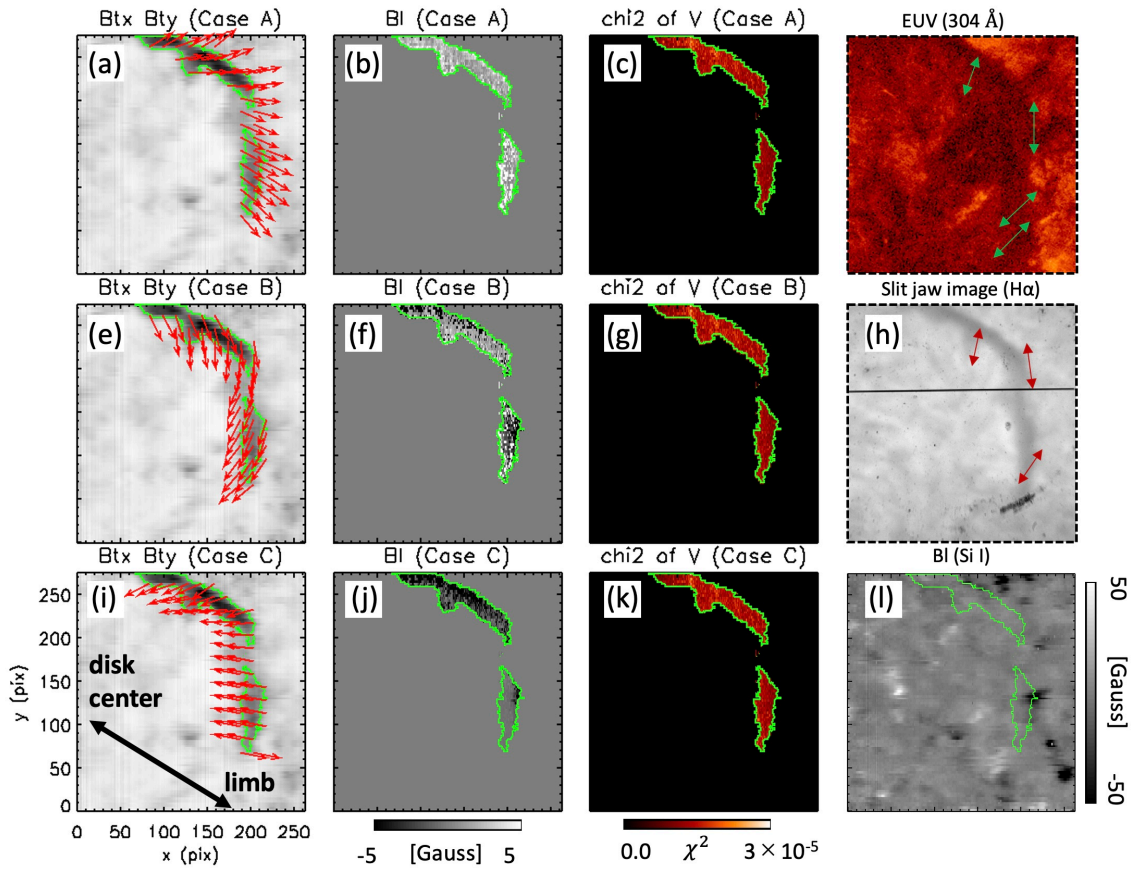 Btx Bty (Case A)
Bl (Case A)
chi2 of V (Case A)
EUV (304 Å)
(a)
(b)
(c)
Btx Bty (Case B)
Bl (Case B)
chi2 of V (Case B)
Slit jaw image (Hα)
(e)
(f)
(g)
(h)
Btx Bty (Case C)
Bl (Case C)
chi2 of V (Case C)
Bl (Si I)
(i)
(j)
(k)
(l)
250
200
150
100
50
0
y (pix)
disk
center
limb
0 50 100 150 200 250
x (pix)
-5 [Gauss] 5
0.0 χ² 3 × 10⁻⁵
50
[Gauss]
-50